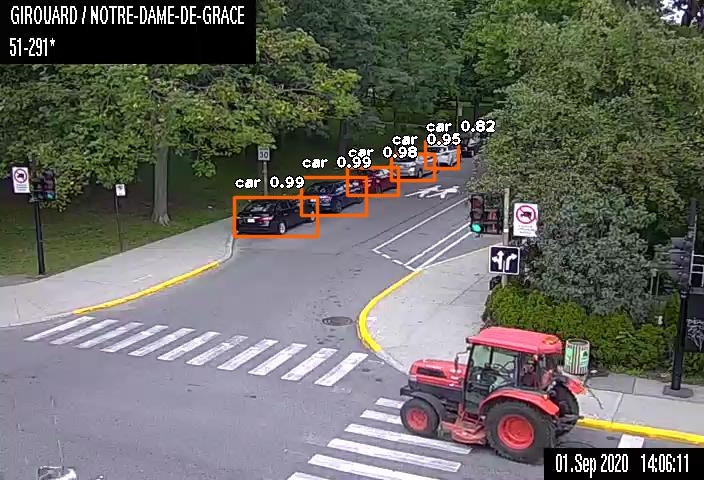 GIROUARD / NOTRE-DAME-DE-GRACE
51-291*
car 0.82
car 0.95
car 0.98
car 0.99
car 0.99
30
01.Sep 2020 14:06:11